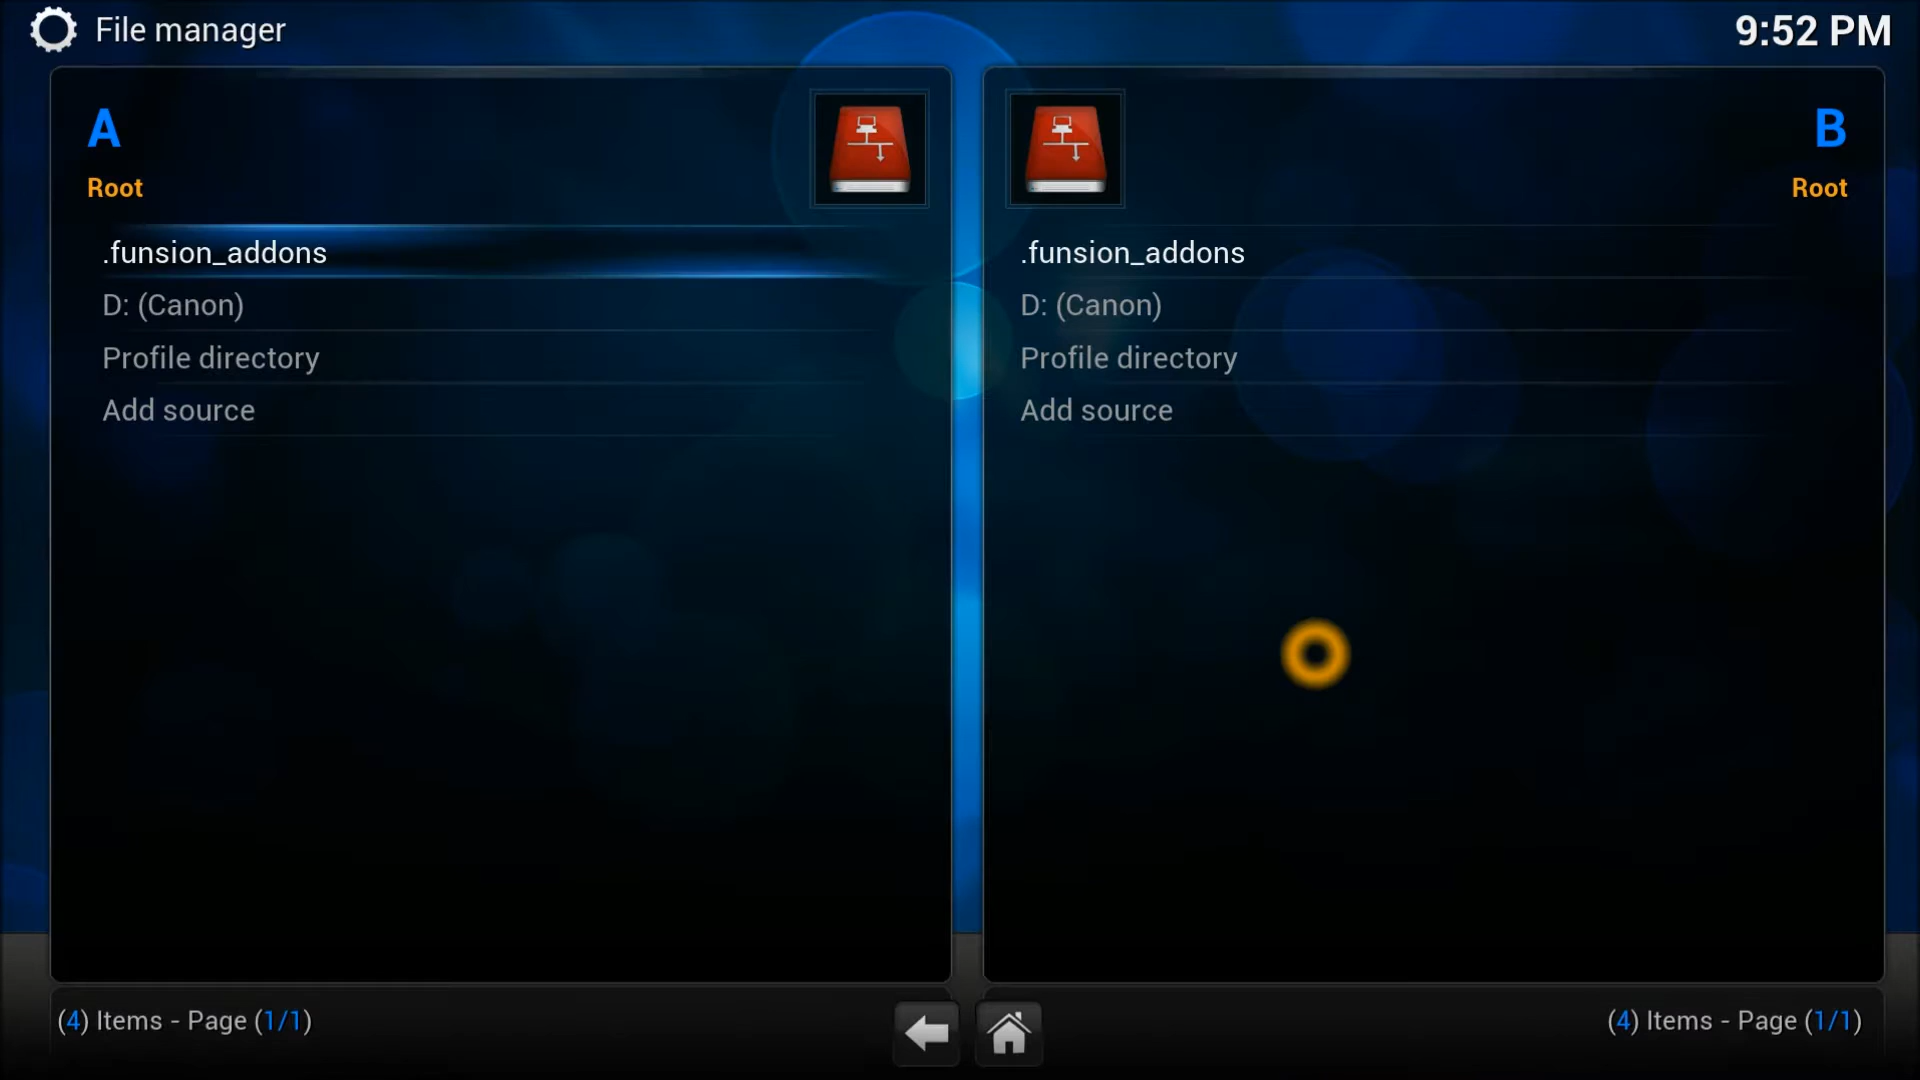 File manager
9:52 PM
A
Root
.funsion_addons
D: (Canon)
Profile directory
Add source
(4) Items - Page (1/1)
B
Root
.funsion_addons
D: (Canon)
Profile directory
Add source
(4) Items - Page (1/1)